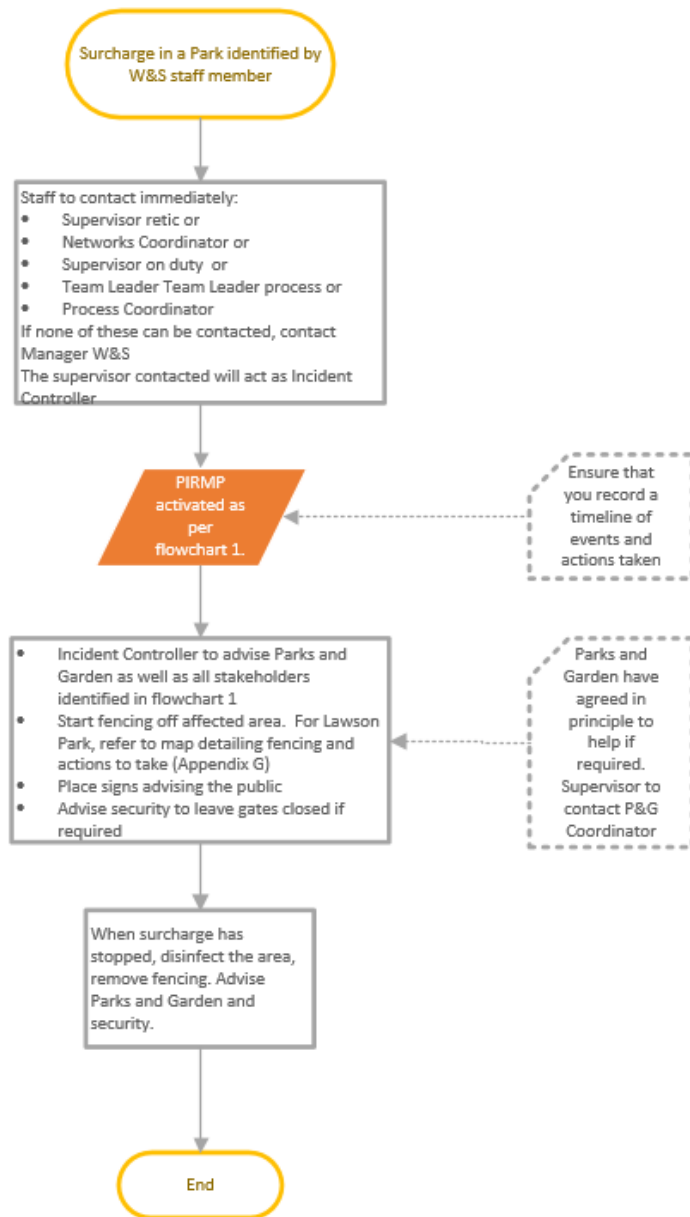 Surcharge in a Park identified by
W&S staff member
Staff to contact immediately:
• Supervisor retic or
• Networks Coordinator or
• Supervisor on duty or
• Team Leader Team Leader process or
• Process Coordinator
If none of these can be contacted, contact
Manager W&S
The supervisor contacted will act as Incident
Controller
PIRMP
activated as
per
flowchart 1.
Ensure that
you record a
timeline of
events and
actions taken
• Incident Controller to advise Parks and
Garden as well as all stakeholders
identified in flowchart 1
• Start fencing off affected area. For Lawson
Park, refer to map detailing fencing and
actions to take (Appendix G)
• Place signs advising the public
• Advise security to leave gates closed if
required
Parks and
Garden have
agreed in
principle to
help if
required.
Supervisor to
contact P&G
Coordinator
When surcharge has
stopped, disinfect the area,
remove fencing. Advise
Parks and Garden and
security.
End